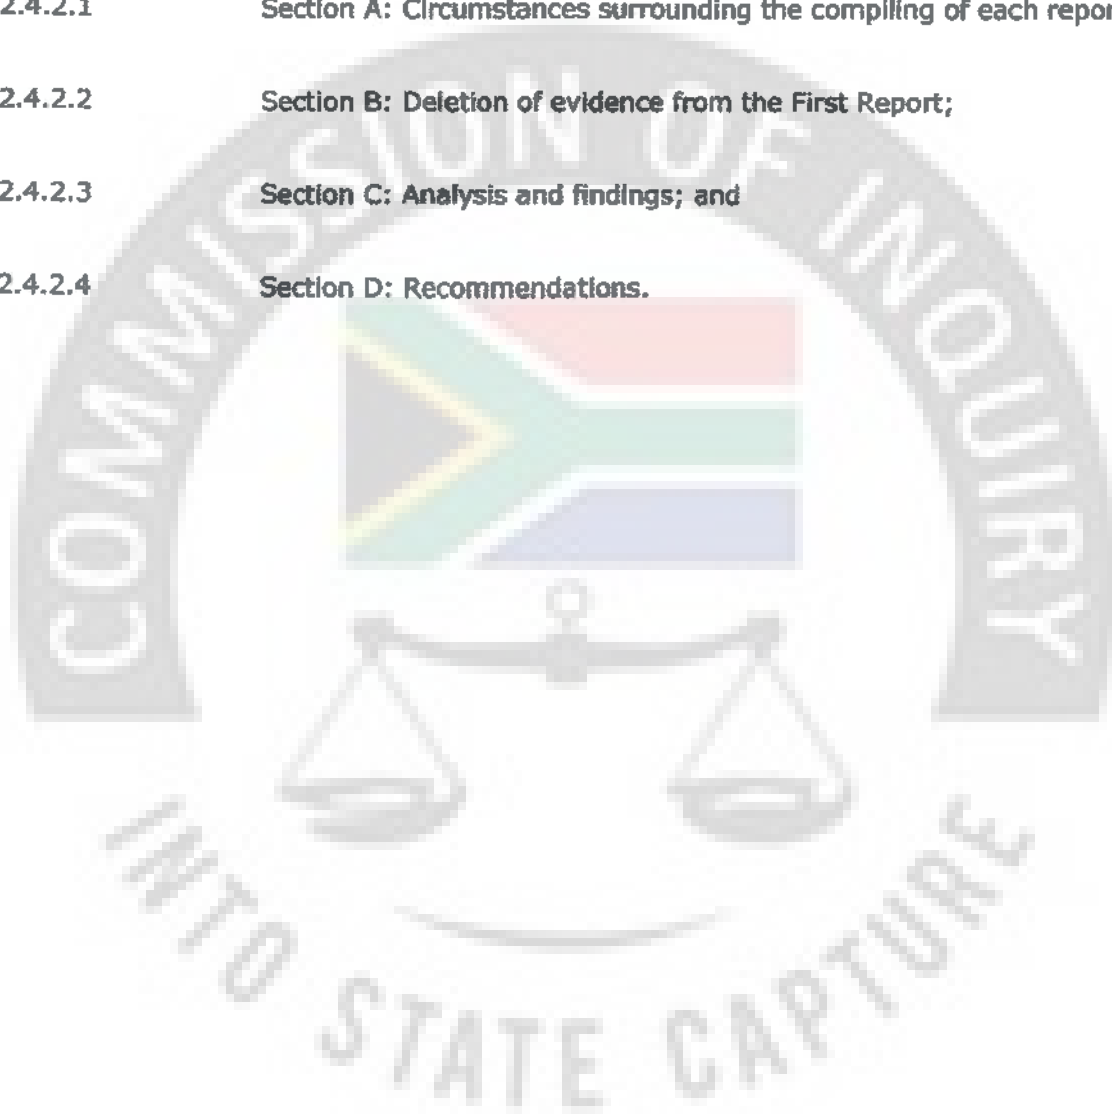 2.4.2.1 Section A: Circumstances surrounding the compiling of each repor
2.4.2.2 Section B: Deletion of evidence from the First Report;
2.4.2.3 Section C: Analysis and findings; and
2.4.2.4 Section D: Recommendations.
COMMISSION OF INQUIRY
INTO STATE CAPTURE